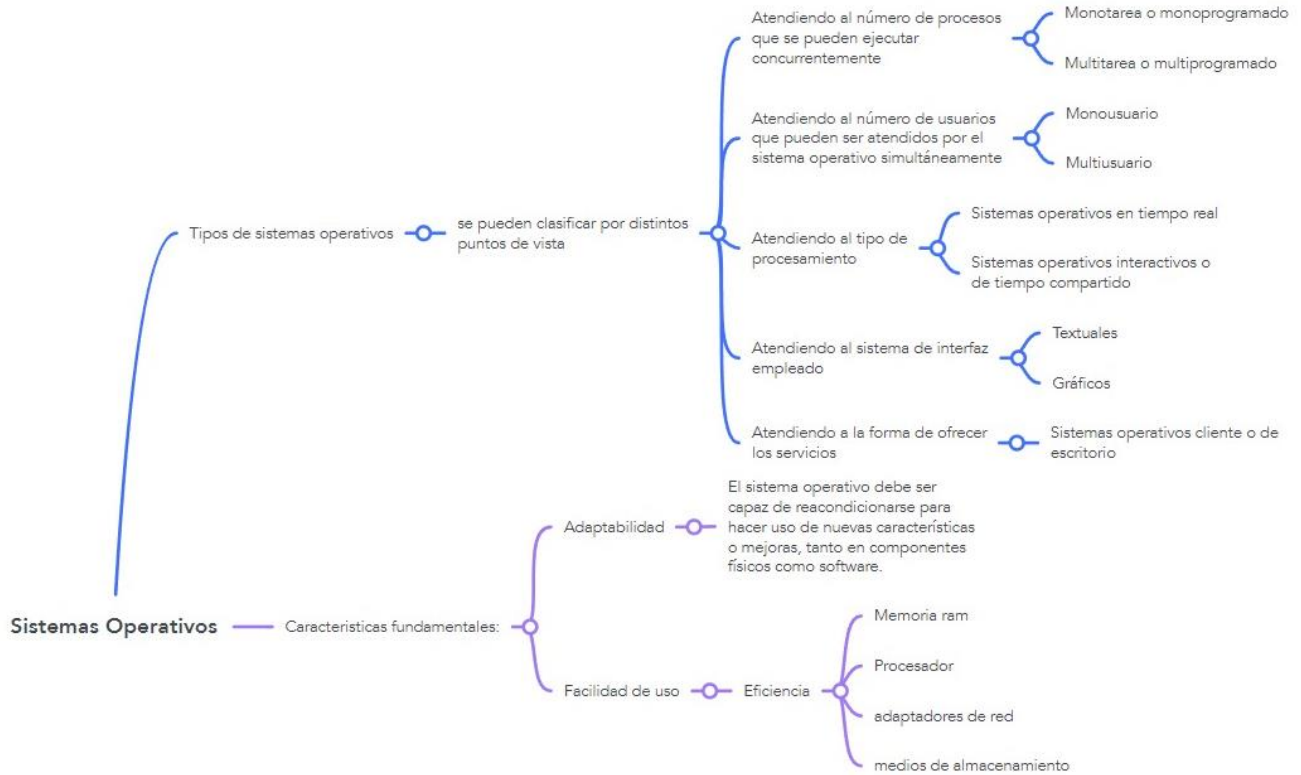 Atendiendo al número de procesos
que se pueden ejecutar
concurrentemente
Monotarea o monoprogramado
Multitarea o multiprogramado
Atendiendo al número de usuarios
que pueden ser atendidos por el
sistema operativo simultáneamente
Monousuario
Multiusuario
Tipos de sistemas operativos
se pueden clasificar por distintos
puntos de vista
Atendiendo al tipo de
procesamiento
Sistemas operativos en tiempo real
Sistemas operativos interactivos o
de tiempo compartido
Atendiendo al sistema de interfaz
empleado
Textuales
Gráficos
Atendiendo a la forma de ofrecer
los servicios
Sistemas operativos cliente o de
escritorio
Sistemas Operativos
Caracteristicas fundamentales:
Adaptabilidad
El sistema operativo debe ser
capaz de reacondicionarse para
hacer uso de nuevas características
o mejoras, tanto en componentes
físicos como software.
Facilidad de uso
Eficiencia
Memoria ram
Procesador
adaptadores de red
medios de almacenamiento